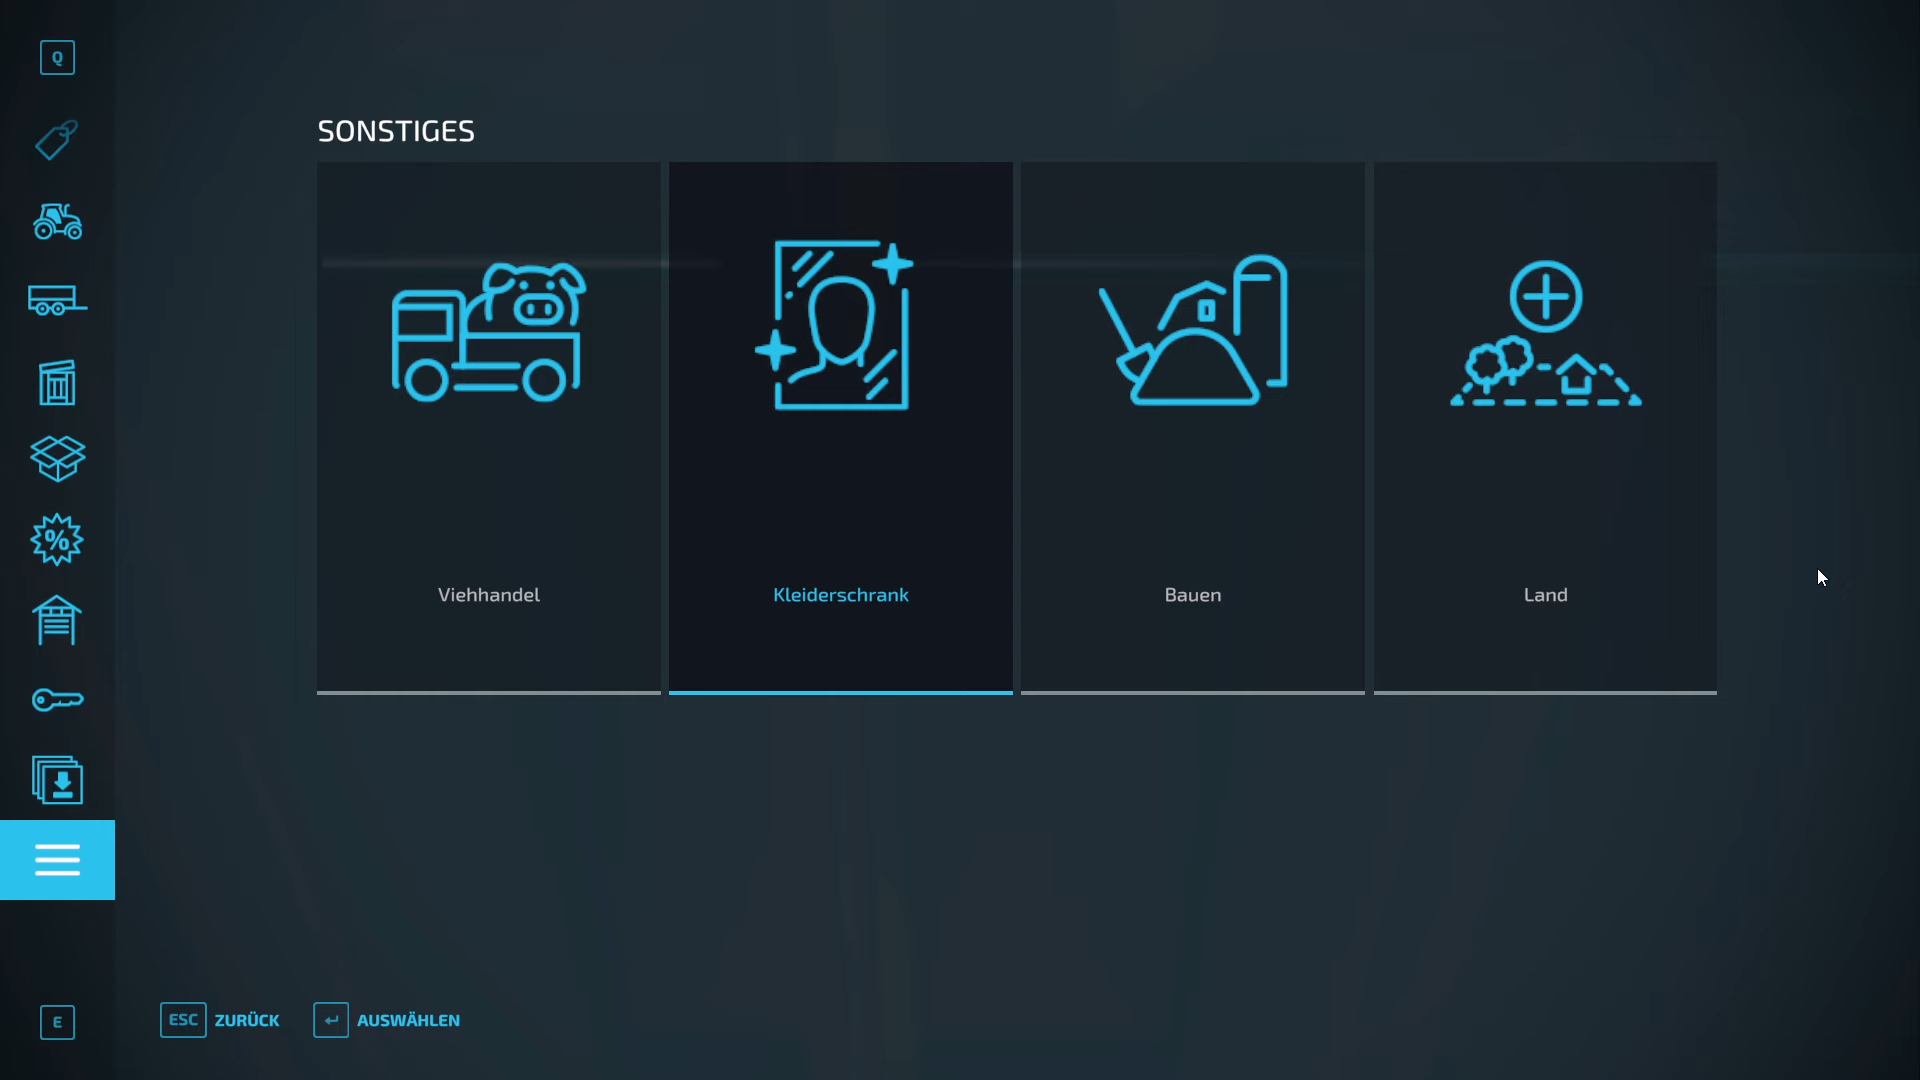 Q
SONSTIGES
%
Viehhandel
Kleiderschrank
Bauen
Land
E
ESC ZURÜCK
↵ AUSWÄHLEN